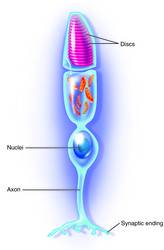 Discs
Nuclei
Axon
Synaptic ending